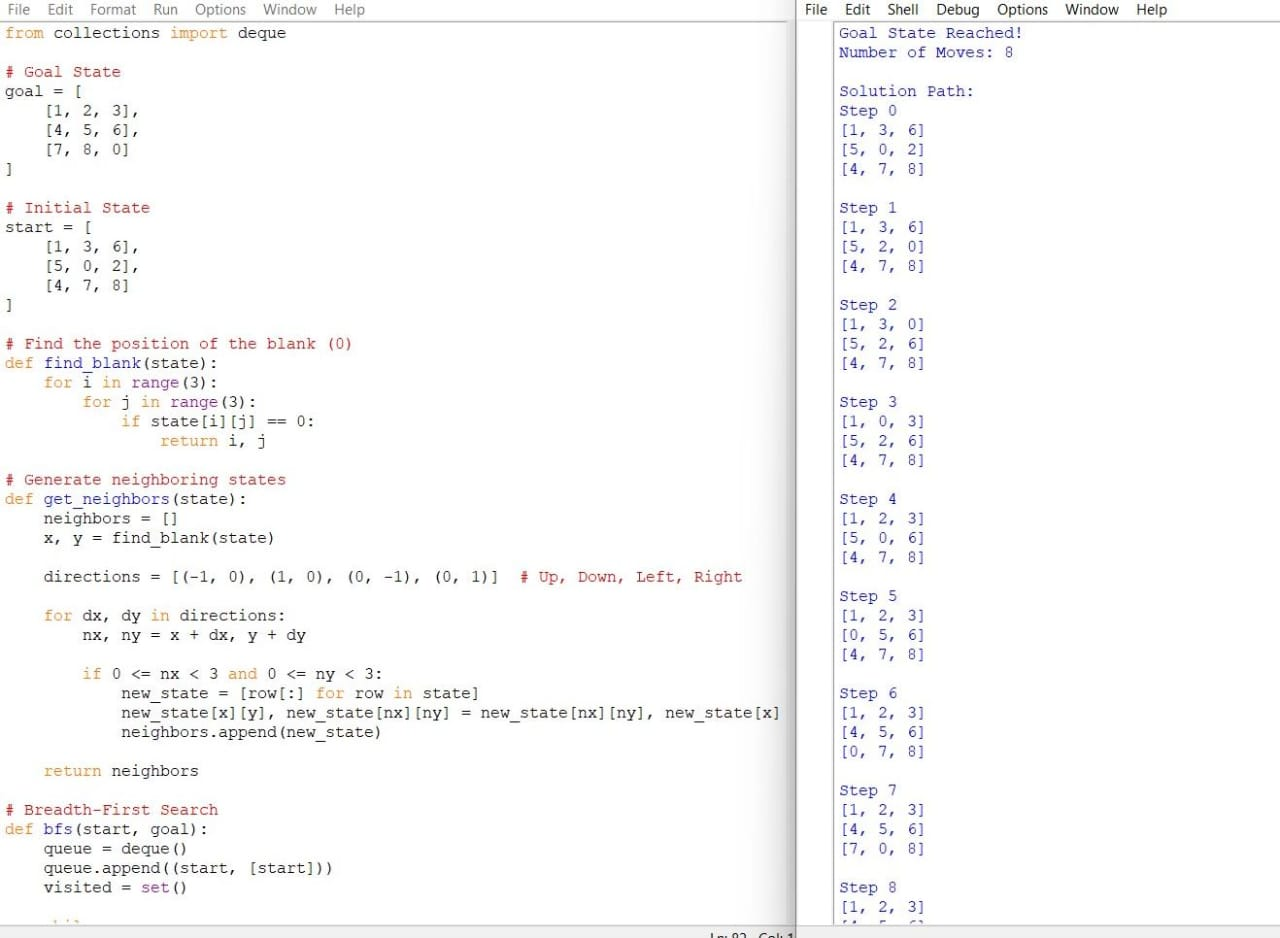 File Edit Format Run Options Window Help
from collections import deque

# Goal State
goal = [
    [1, 2, 3],
    [4, 5, 6],
    [7, 8, 0]
]

# Initial State
start = [
    [1, 3, 6],
    [5, 0, 2],
    [4, 7, 8]
]

# Find the position of the blank (0)
def find_blank(state):
    for i in range(3):
        for j in range(3):
            if state[i][j] == 0:
                return i, j

# Generate neighboring states
def get_neighbors(state):
    neighbors = []
    x, y = find_blank(state)

    directions = [(-1, 0), (1, 0), (0, -1), (0, 1)]  # Up, Down, Left, Right

    for dx, dy in directions:
        nx, ny = x + dx, y + dy

        if 0 <= nx < 3 and 0 <= ny < 3:
            new_state = [row[:] for row in state]
            new_state[x][y], new_state[nx][ny] = new_state[nx][ny], new_state[x]
            neighbors.append(new_state)

    return neighbors

# Breadth-First Search
def bfs(start, goal):
    queue = deque()
    queue.append((start, [start]))
    visited = set()
File Edit Shell Debug Options Window Help
Goal State Reached!
Number of Moves: 8

Solution Path:
Step 0
[1, 3, 6]
[5, 0, 2]
[4, 7, 8]

Step 1
[1, 3, 6]
[5, 2, 0]
[4, 7, 8]

Step 2
[1, 3, 0]
[5, 2, 6]
[4, 7, 8]

Step 3
[1, 0, 3]
[5, 2, 6]
[4, 7, 8]

Step 4
[1, 2, 3]
[5, 0, 6]
[4, 7, 8]

Step 5
[1, 2, 3]
[0, 5, 6]
[4, 7, 8]

Step 6
[1, 2, 3]
[4, 5, 6]
[0, 7, 8]

Step 7
[1, 2, 3]
[4, 5, 6]
[7, 0, 8]

Step 8
[1, 2, 3]